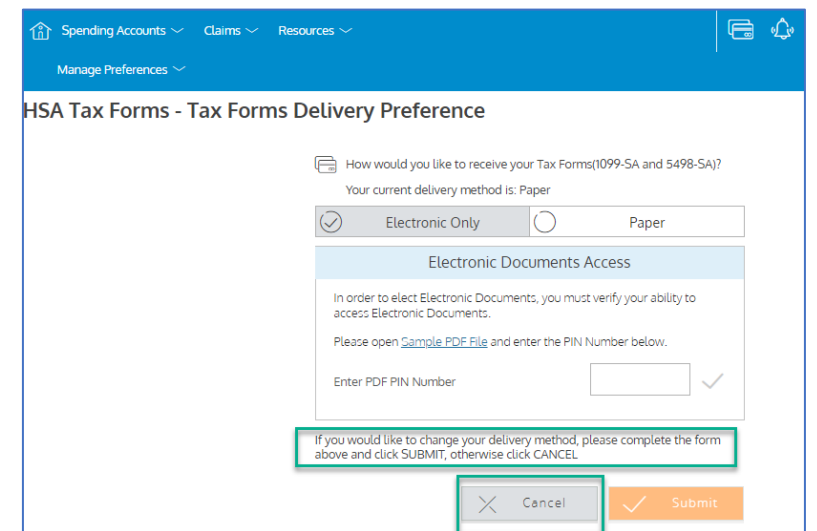 Spending Accounts Claims Resources
Manage Preferences
HSA Tax Forms - Tax Forms Delivery Preference
How would you like to receive your Tax Forms(1099-SA and 5498-SA)?
Your current delivery method is: Paper
Electronic Only Paper
Electronic Documents Access
In order to elect Electronic Documents, you must verify your ability to
access Electronic Documents.
Please open Sample PDF File and enter the PIN Number below.
Enter PDF PIN Number
If you would like to change your delivery method, please complete the form
above and click SUBMIT, otherwise click CANCEL
Cancel Submit